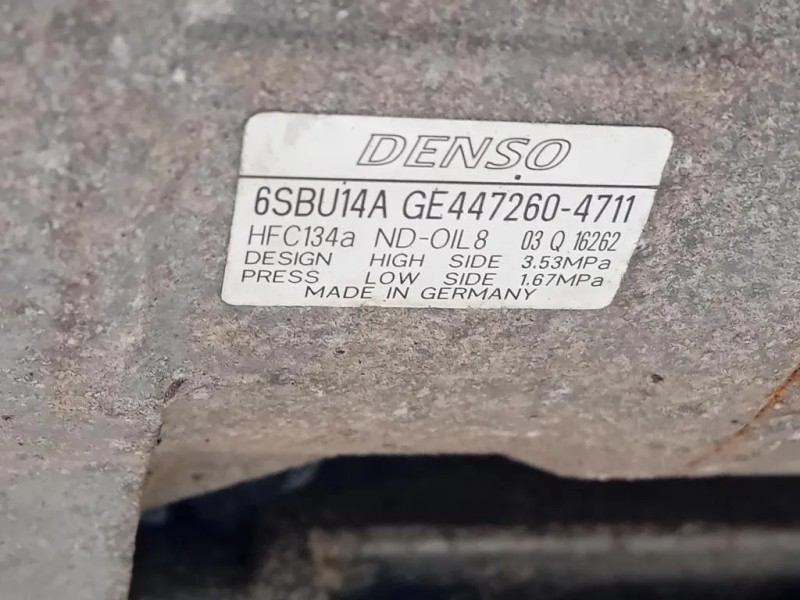 DENSO
6SBU14A GE447260-4711
HFC134a ND-OIL8 03 Q 16262
DESIGN HIGH SIDE 3.53MPa
PRESS LOW SIDE 1.67MPa
MADE IN GERMANY